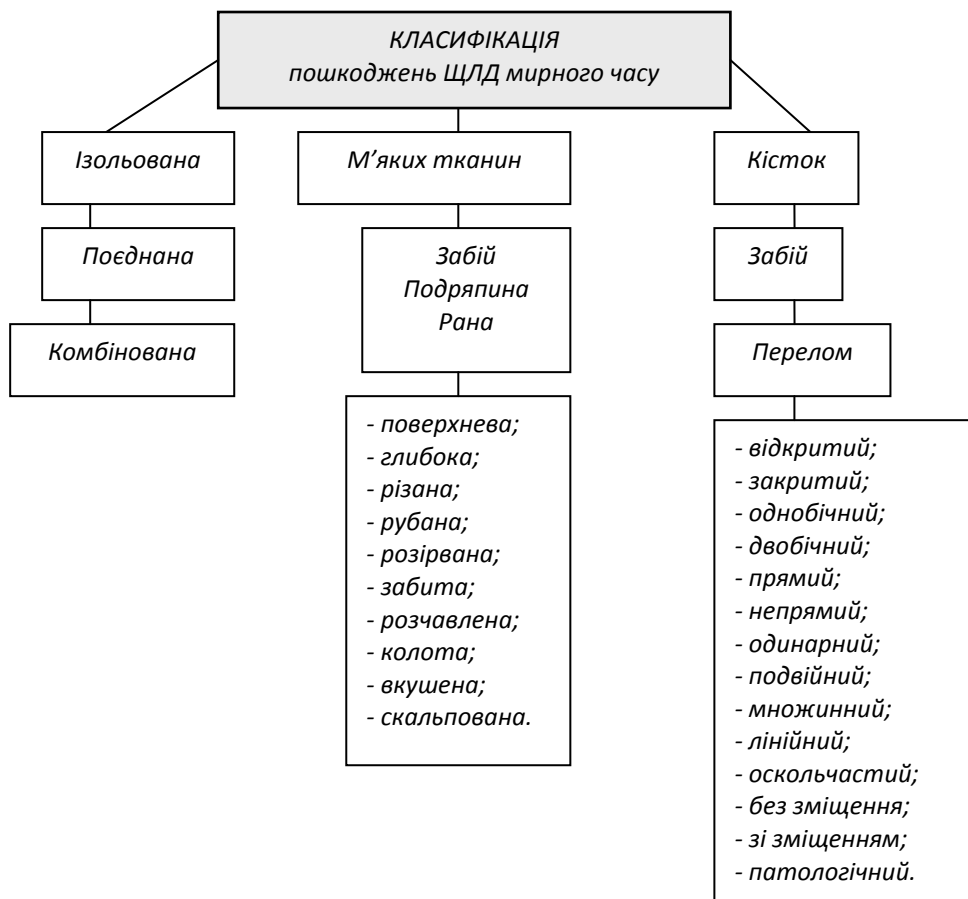 КЛАСИФІКАЦІЯ
пошкоджень ЩЛД мирного часу
Ізольована
Поєднана
Комбінована
М’яких тканин
Забій
Подряпина
Рана
- поверхнева;
- глибока;
- різана;
- рубана;
- розірвана;
- забита;
- розчавлена;
- колота;
- вкушена;
- скальпована.
Кісток
Забій
Перелом
- відкритий;
- закритий;
- однобічний;
- двобічний;
- прямий;
- непрямий;
- одинарний;
- подвійний;
- множинний;
- лінійний;
- оскольчастий;
- без зміщення;
- зі зміщенням;
- патологічний.